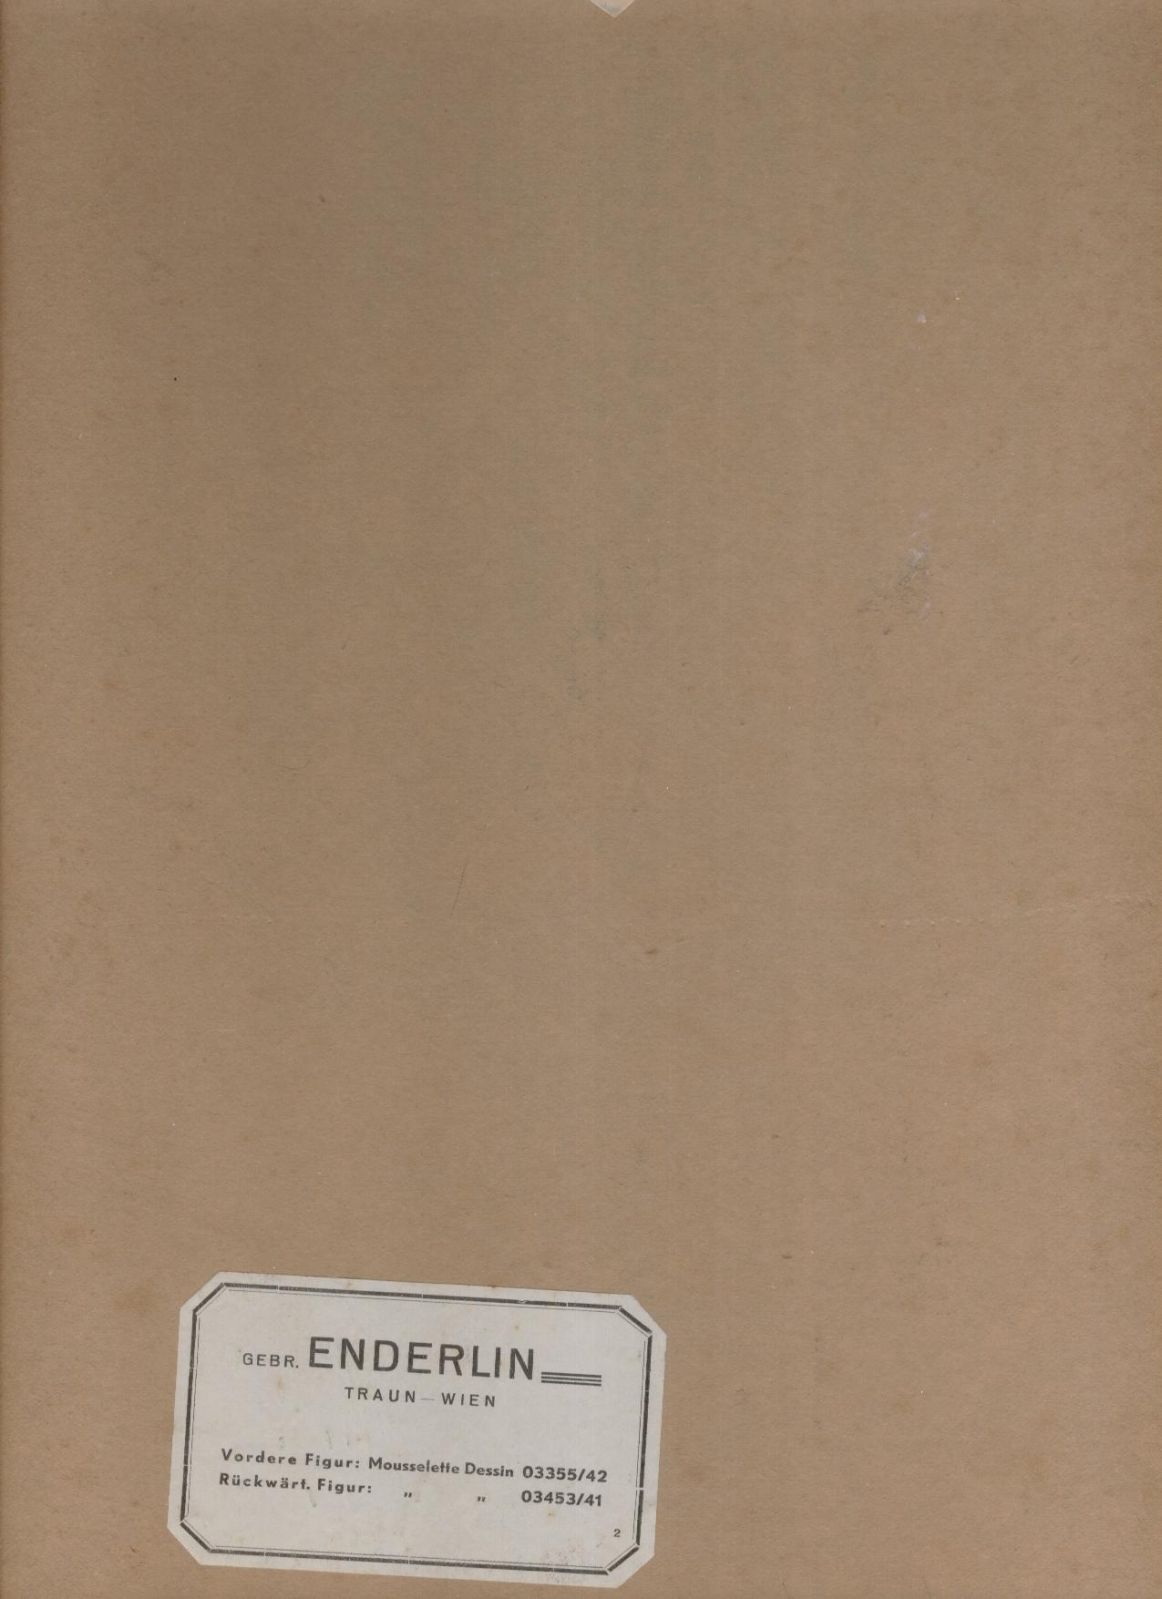 GEBR. ENDERLIN
TRAUN—WIEN
Vordere Figur: Mousselette Dessin 03355/42
Rückwärt. Figur: „ „ 03453/41
2